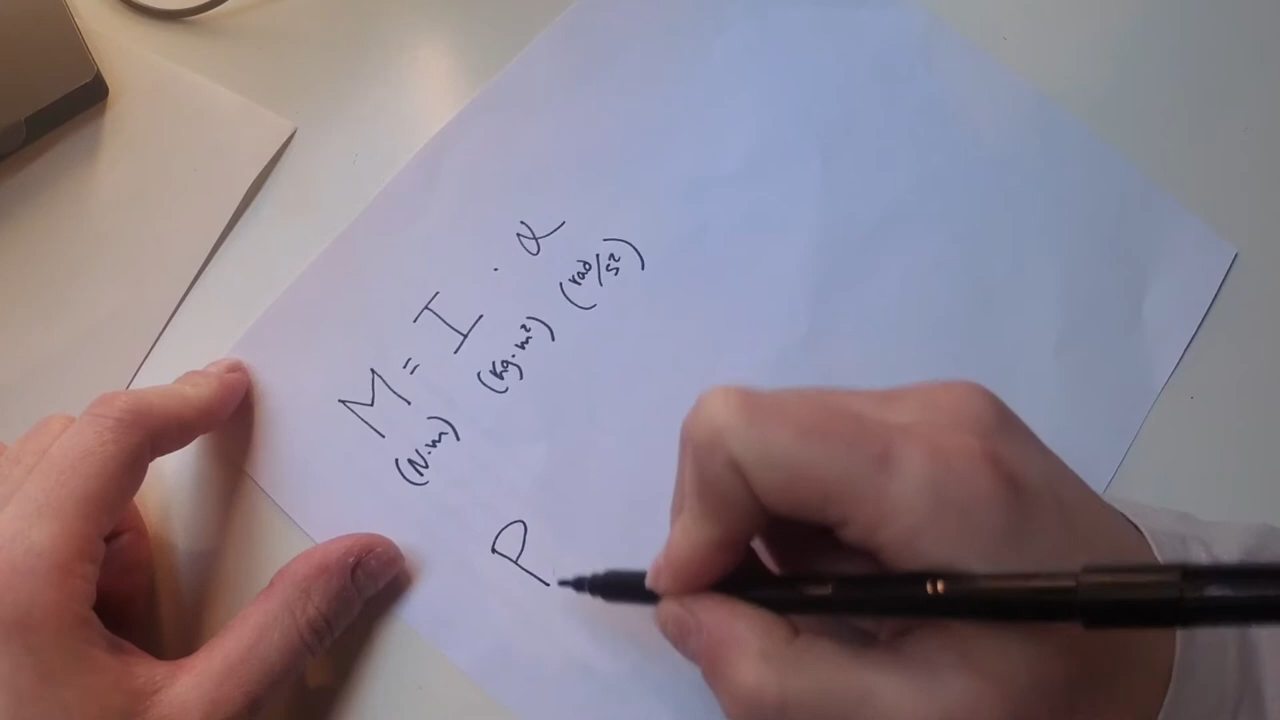 M = I · α
(N·m) (kg·m²) (rad/s²)
P